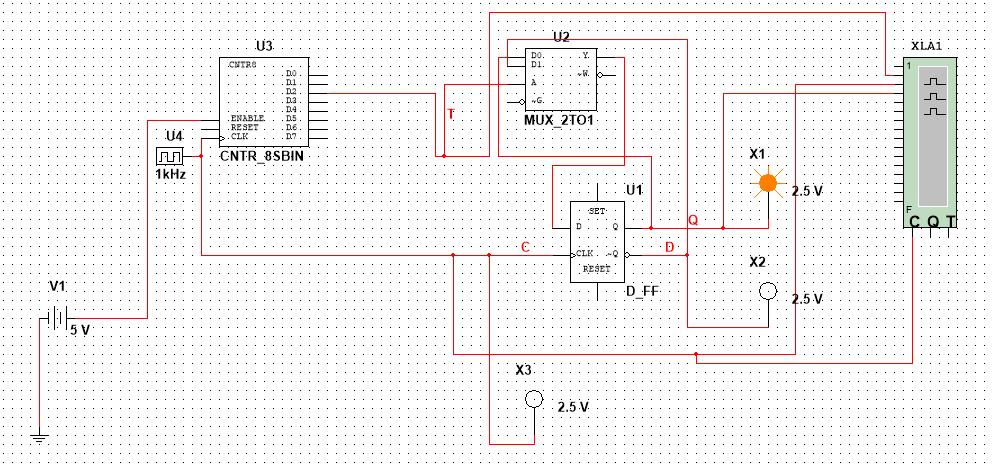 U3
CNTR8
D0
D1
D2
D3
D4
D5
D6
D7
ENABLE
RESET
CLK
CNTR_8SBIN
U4
1kHz
U2
D0
D1
A
~G
Y
~W
MUX_2TO1
T
XLA1
1
F
C Q T
X1
2.5 V
U1
SET
D
Q
CLK
~Q
RESET
D_FF
Q
C
D
X2
2.5 V
V1
5 V
X3
2.5 V